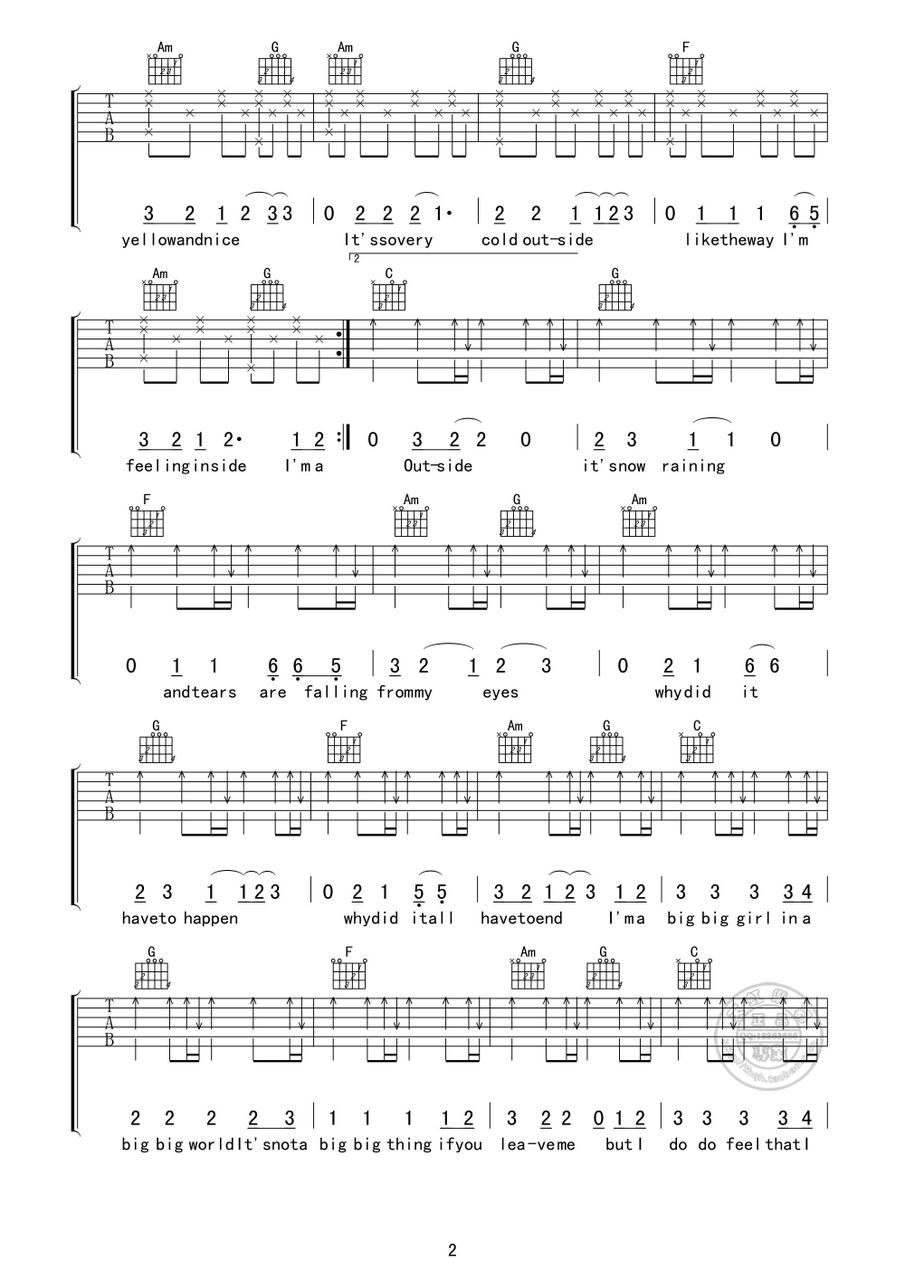 Am G Am G F
T
A
B
3 2 1 2 3 3 0 2 2 2 1· 2 2 1 1 2 3 0 1 1 1 6 5
yellowandnice It'ssovery cold out-side liketheway I'm
2
Am G C G
T
A
B
3 2 1 2· 1 2 0 3 2 2 0 2 3 1 1 0
feelinginside I'ma Out-side it'snow raining
F Am G Am
T
A
B
0 1 1 6 6 5 3 2 1 2 3 0 2 1 6 6
andtears are falling frommy eyes whydid it
G F Am G C
T
A
B
2 3 1 1 2 3 0 2 1 5 5 3 2 1 2 3 1 2 3 3 3 3 4
haveto happen whydid itall havetoend I'ma big big girl in a
G F Am G C
T
A
B
2 2 2 2 3 1 1 1 1 2 3 2 2 0 1 2 3 3 3 3 4
big big worldIt'snota big big thing ifyou lea-veme butI do do feelthatI
2